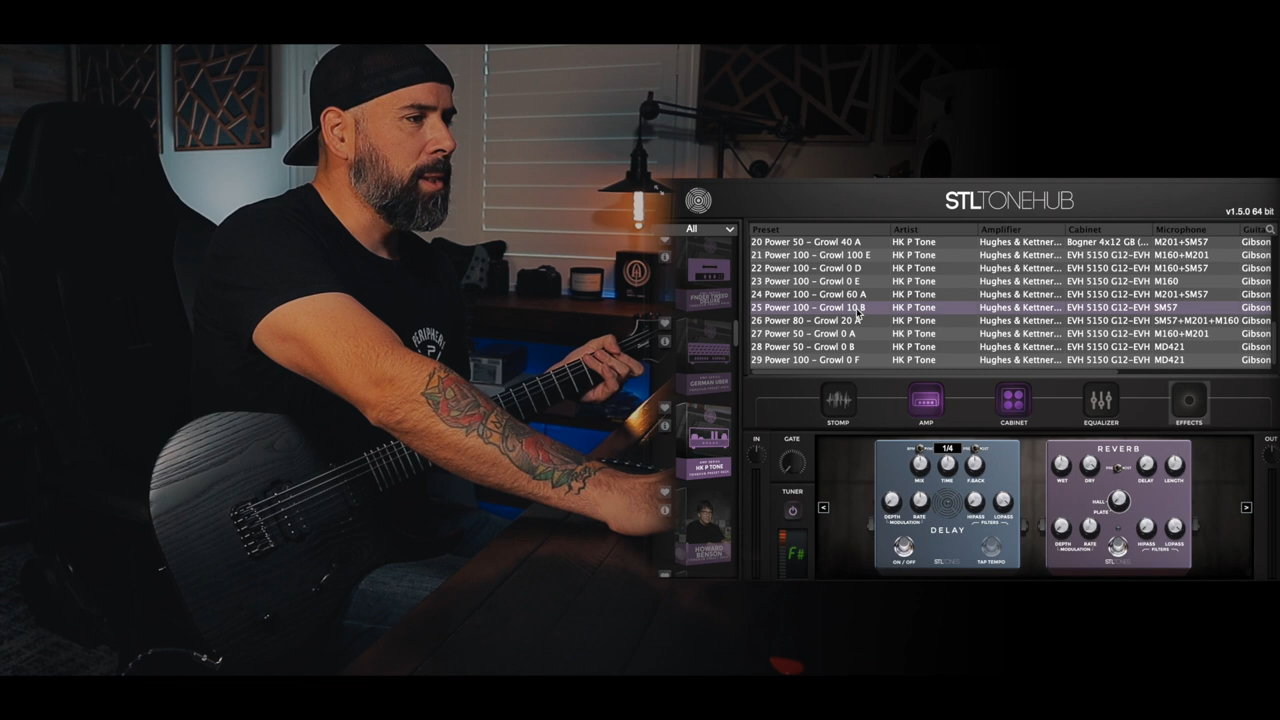 STLTONEHUB
v1.5.0 64 bit
All
Preset Artist Amplifier Cabinet Microphone Guita
20 Power 50 – Growl 40 A HK P Tone Hughes & Kettner... Bogner 4x12 GB (... M201+SM57 Gibson
21 Power 100 – Growl 100 E HK P Tone Hughes & Kettner... EVH 5150 G12-EVH M160+M201 Gibson
22 Power 100 – Growl 0 D HK P Tone Hughes & Kettner... EVH 5150 G12-EVH M160+SM57 Gibson
23 Power 100 – Growl 0 E HK P Tone Hughes & Kettner... EVH 5150 G12-EVH M160 Gibson
24 Power 100 – Growl 60 A HK P Tone Hughes & Kettner... EVH 5150 G12-EVH M201+SM57 Gibson
25 Power 100 – Growl 10 B HK P Tone Hughes & Kettner... EVH 5150 G12-EVH SM57 Gibson
26 Power 80 – Growl 20 A HK P Tone Hughes & Kettner... EVH 5150 G12-EVH SM57+M201+M160 Gibson
27 Power 50 – Growl 0 A HK P Tone Hughes & Kettner... EVH 5150 G12-EVH M160+M201 Gibson
28 Power 50 – Growl 0 B HK P Tone Hughes & Kettner... EVH 5150 G12-EVH MD421 Gibson
29 Power 100 – Growl 0 F HK P Tone Hughes & Kettner... EVH 5150 G12-EVH MD421 Gibson
FNDER TWEED
DELUXE
GERMAN UBER
HK P TONE
HOWARD
BENSON
STOMP AMP CABINET EQUALIZER EFFECTS
IN GATE OUT
TUNER
F#
1/4
MIX TIME F.BACK
DEPTH RATE HIPASS LOPASS
MODULATION FILTERS
DELAY
ON / OFF STLTONES TAP TEMPO
REVERB
WET DRY PRE POST DELAY LENGTH
HALL
PLATE
DEPTH RATE HIPASS LOPASS
MODULATION FILTERS
STLTONES
PERIPHERY